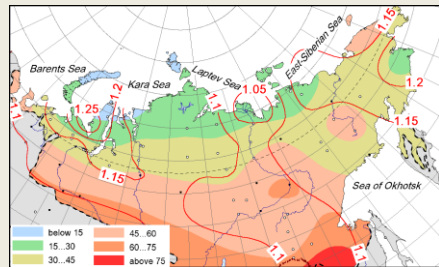 1.15
East-Siberian Sea
Barents Sea
Laptev Sea
1.05
Kara Sea
1.2
1.1
1.2
1.25
1.15
1.1
1.15
Sea of Okhotsk
1.1
1.1
below 15
15...30
30...45
45...60
60...75
above 75